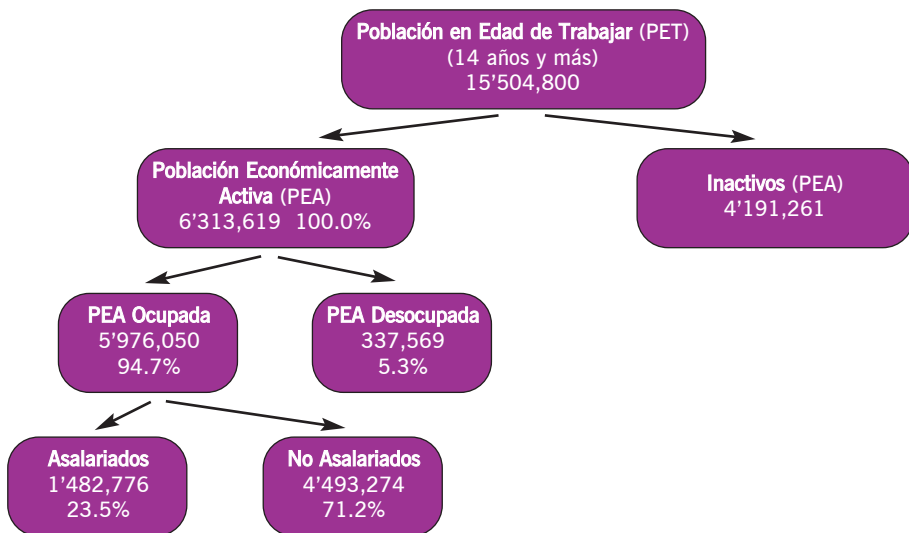 Población en Edad de Trabajar (PET)
(14 años y más)
15’504,800
Población Económicamente
Activa (PEA)
6’313,619 100.0%
Inactivos (PEA)
4’191,261
PEA Ocupada
5’976,050
94.7%
PEA Desocupada
337,569
5.3%
Asalariados
1’482,776
23.5%
No Asalariados
4’493,274
71.2%